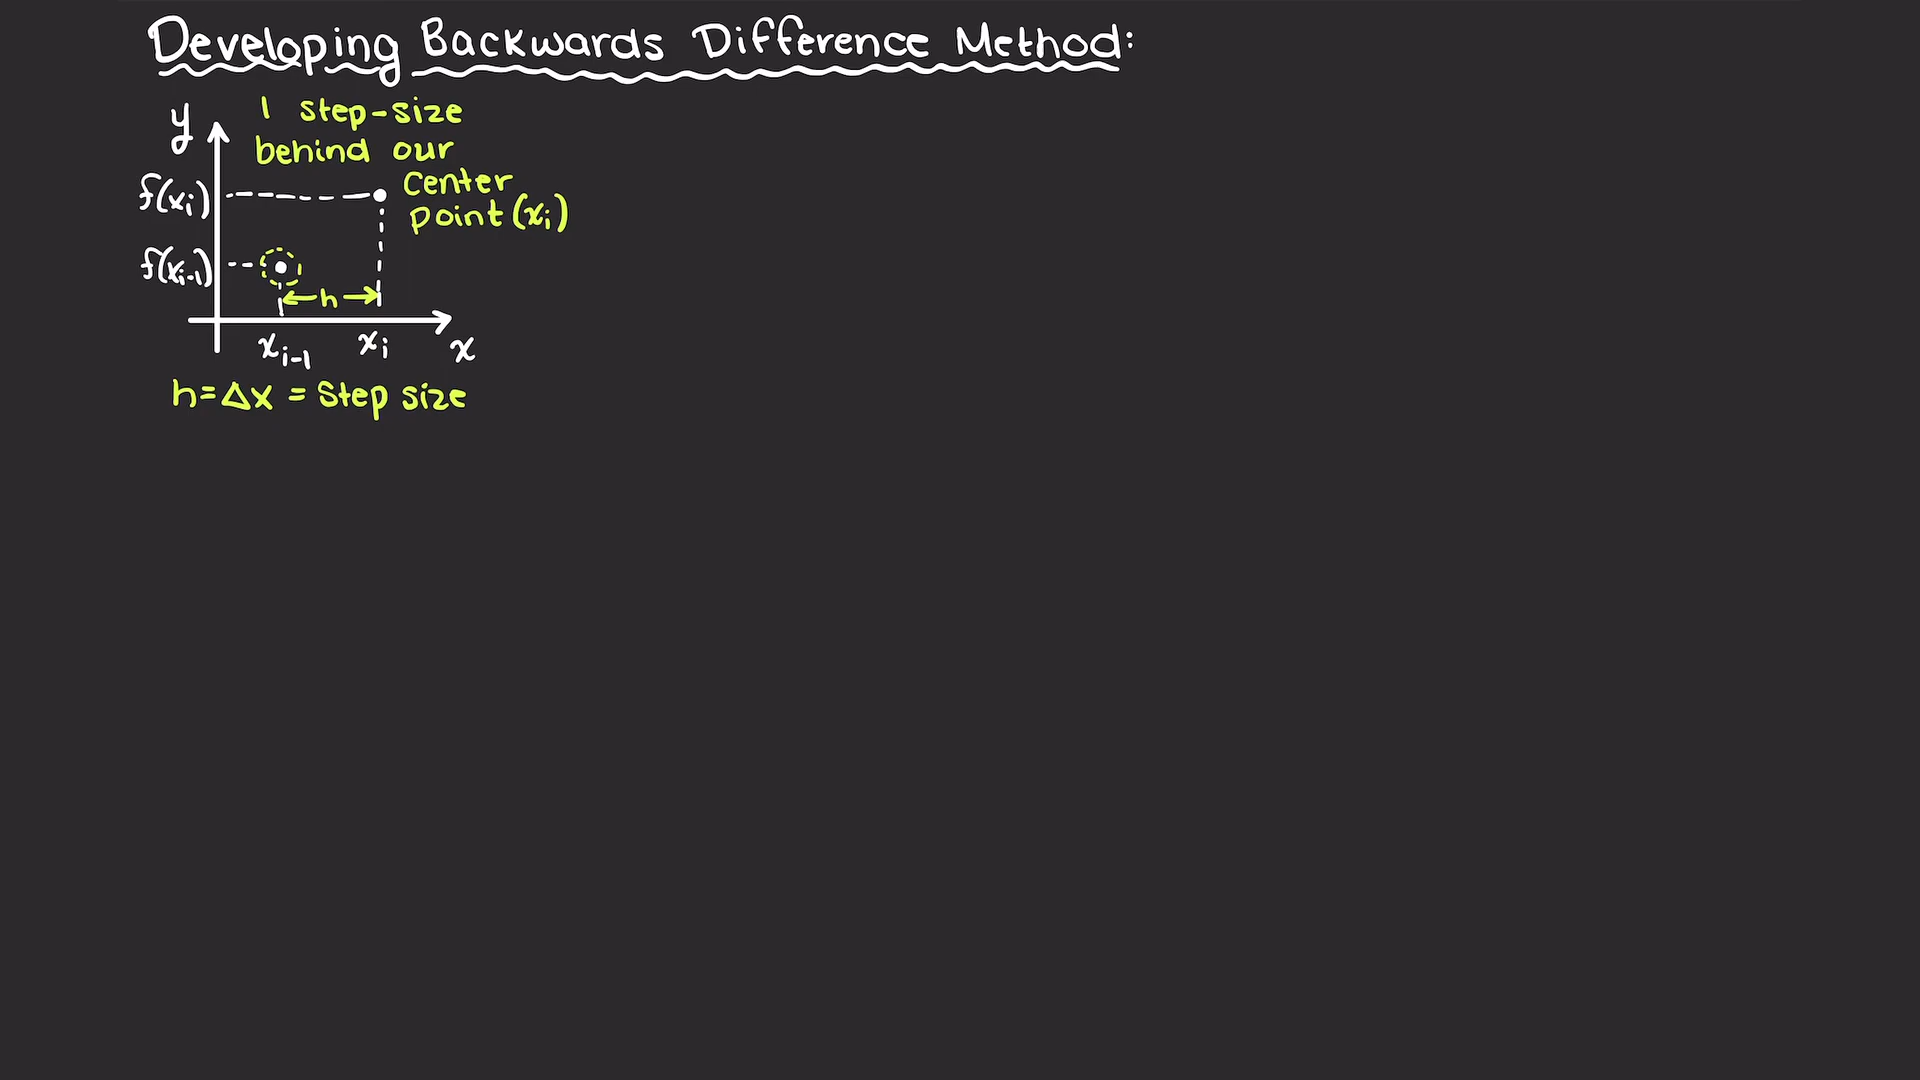 Developing Backwards Difference Method:
y
1 step-size
behind our
center
point (xᵢ)
f(xᵢ)
f(xᵢ₋₁)
h
xᵢ₋₁
xᵢ
x
h=Δx = Step size